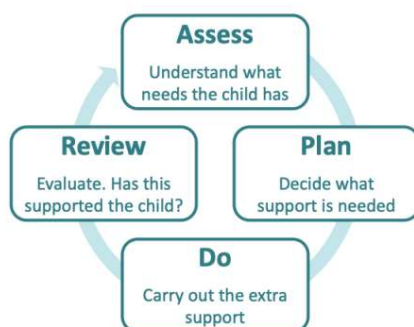 Assess
Understand what
needs the child has
Plan
Decide what
support is needed
Do
Carry out the extra
support
Review
Evaluate. Has this
supported the child?